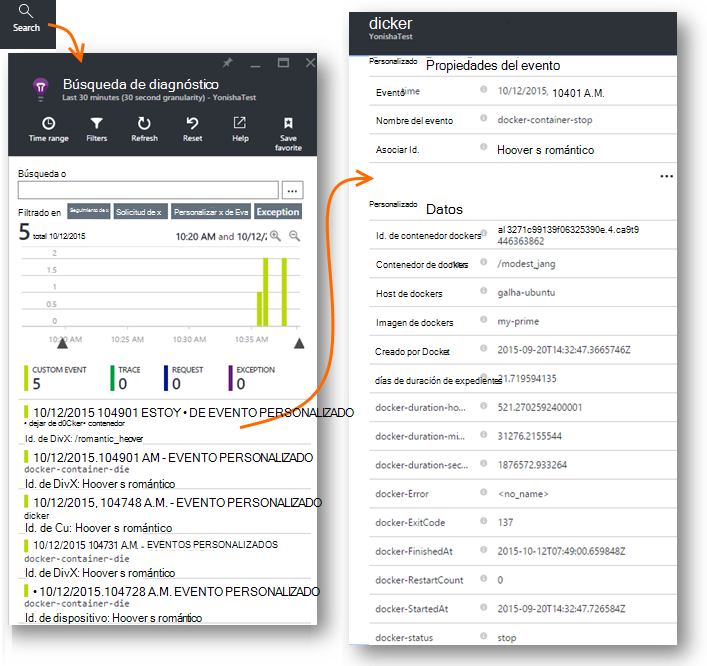 Search
Búsqueda de diagnóstico
Last 30 minutes (30 second granularity) - YonishaTest
Time range
Filters
Refresh
Reset
Help
Save favorite
Búsqueda o
...
Filtrado en
Seguimiento de x
Solicitud de x
Personalizar x de Eva
Exception
5 total 10/12/2015
10:20 AM and 10/12/
2
1.5
1
0.5
0
10:20 AM
10:25 AM
10:30 AM
10:35 AM
CUSTOM EVENT
5
TRACE
0
REQUEST
0
EXCEPTION
0
10/12/2015 104901 ESTOY • DE EVENTO PERSONALIZADO
• dejar de d0Cker• contenedor
Id. de DivX: /romantic_heover
10/12/2015.104901 AM - EVENTO PERSONALIZADO
docker-container-die
Id. de DivX: Hoover s romántico
10/12/2015, 104748 A.M. - EVENTO PERSONALIZADO
dicker
Id. de Cu: Hoover s romántico
10/12/2015 104731 A.M. - EVENTOS PERSONALIZADOS
docker-container-die
Id. de DivX: Hoover s romántico
• 10/12/2015.104728 A.M. EVENTO PERSONALIZADO
docker-container-die
Id. de dispositivo: Hoover s romántico
dicker
YonishaTest
Personalizado Propiedades del evento
Evento 10/12/2015, 10401 A.M.
Nombre del evento docker-container-stop
Asociar Id. Hoover s romántico
...
Personalizado Datos
Id. de contenedor dockers al 3271c99139f06325390e.4.ca9t9
446363862
Contenedor de dockers /modest_jang
Host de dockers galha-ubuntu
Imagen de dockers my-prime
Creado por Docket 2015-09-20T14:32:47.3665746Z
días de duración de expedientes 21.719594135
docker-duration-ho... 521.2702592400001
docker-duration-mi... 31276.2155544
docker-duration-sec... 1876572.933264
docker-Error <no_name>
docker-ExitCode 137
docker-FinishedAt 2015-10-12T07:49:00.659848Z
docker-RestartCount 0
docker-StartedAt 2015-09-20T14:32:47.726584Z
docker-status stop